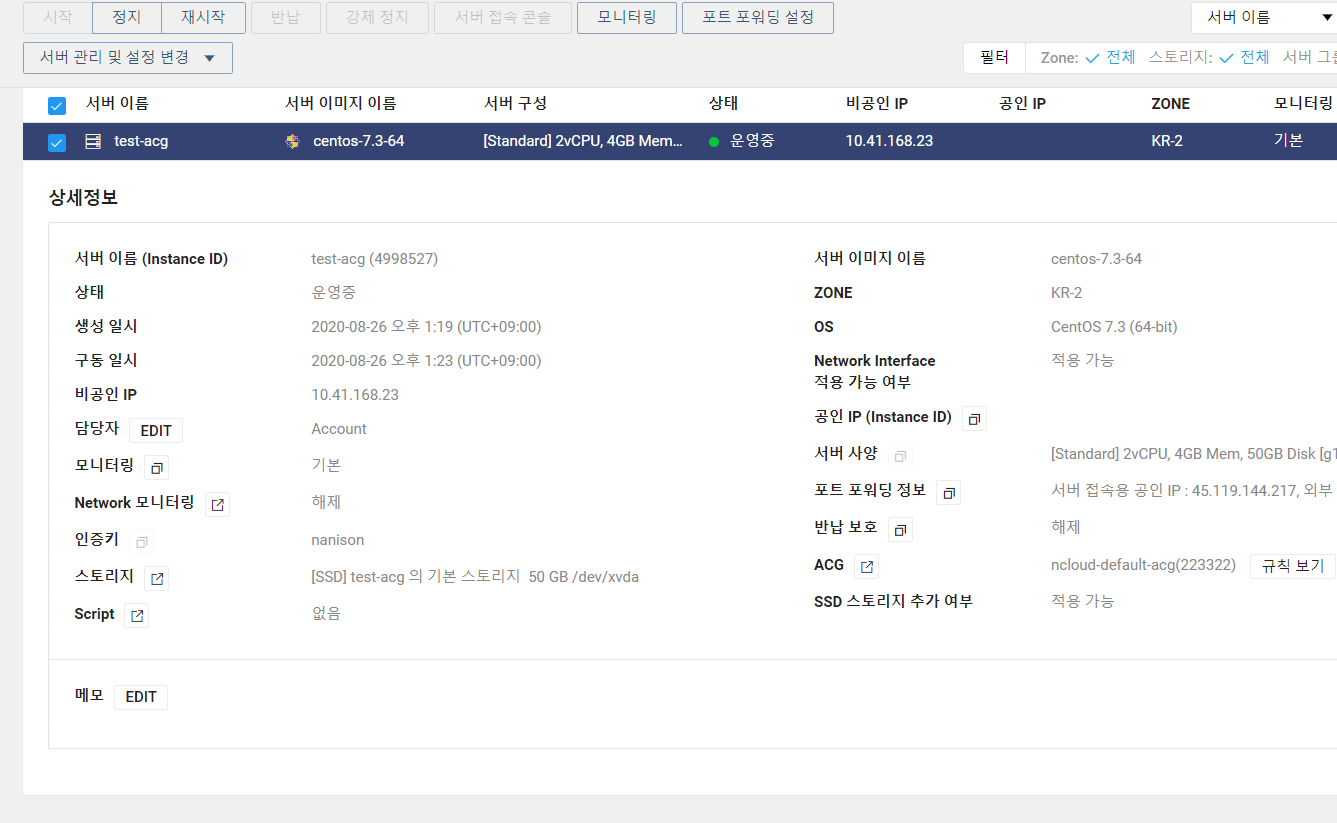 시작 정지 재시작 반납 강제 정지 서버 접속 콘솔 모니터링 포트 포워딩 설정 서버 이름
서버 관리 및 설정 변경 필터 Zone: 전체 스토리지: 전체 서버
서버 이름 서버 이미지 이름 서버 구성 상태 비공인 IP 공인 IP ZONE 모니터링
test-acg centos-7.3-64 [Standard] 2vCPU, 4GB Mem... 운영중 10.41.168.23 KR-2 기본
상세정보
서버 이름 (Instance ID) test-acg (4998527) 서버 이미지 이름 centos-7.3-64
상태 운영중 ZONE KR-2
생성 일시 2020-08-26 오후 1:19 (UTC+09:00) OS CentOS 7.3 (64-bit)
구동 일시 2020-08-26 오후 1:23 (UTC+09:00) Network Interface 적용 가능
적용 가능 여부
비공인 IP 10.41.168.23
공인 IP (Instance ID)
담당자 EDIT Account
서버 사양 [Standard] 2vCPU, 4GB Mem, 50GB Disk [g1
모니터링 기본
포트 포워딩 정보 서버 접속용 공인 IP : 45.119.144.217, 외부
Network 모니터링 해제
반납 보호 해제
인증키 nanison
ACG ncloud-default-acg(223322) 규칙 보기
스토리지 [SSD] test-acg 의 기본 스토리지 50 GB /dev/xvda
SSD 스토리지 추가 여부 적용 가능
Script 없음
메모 EDIT